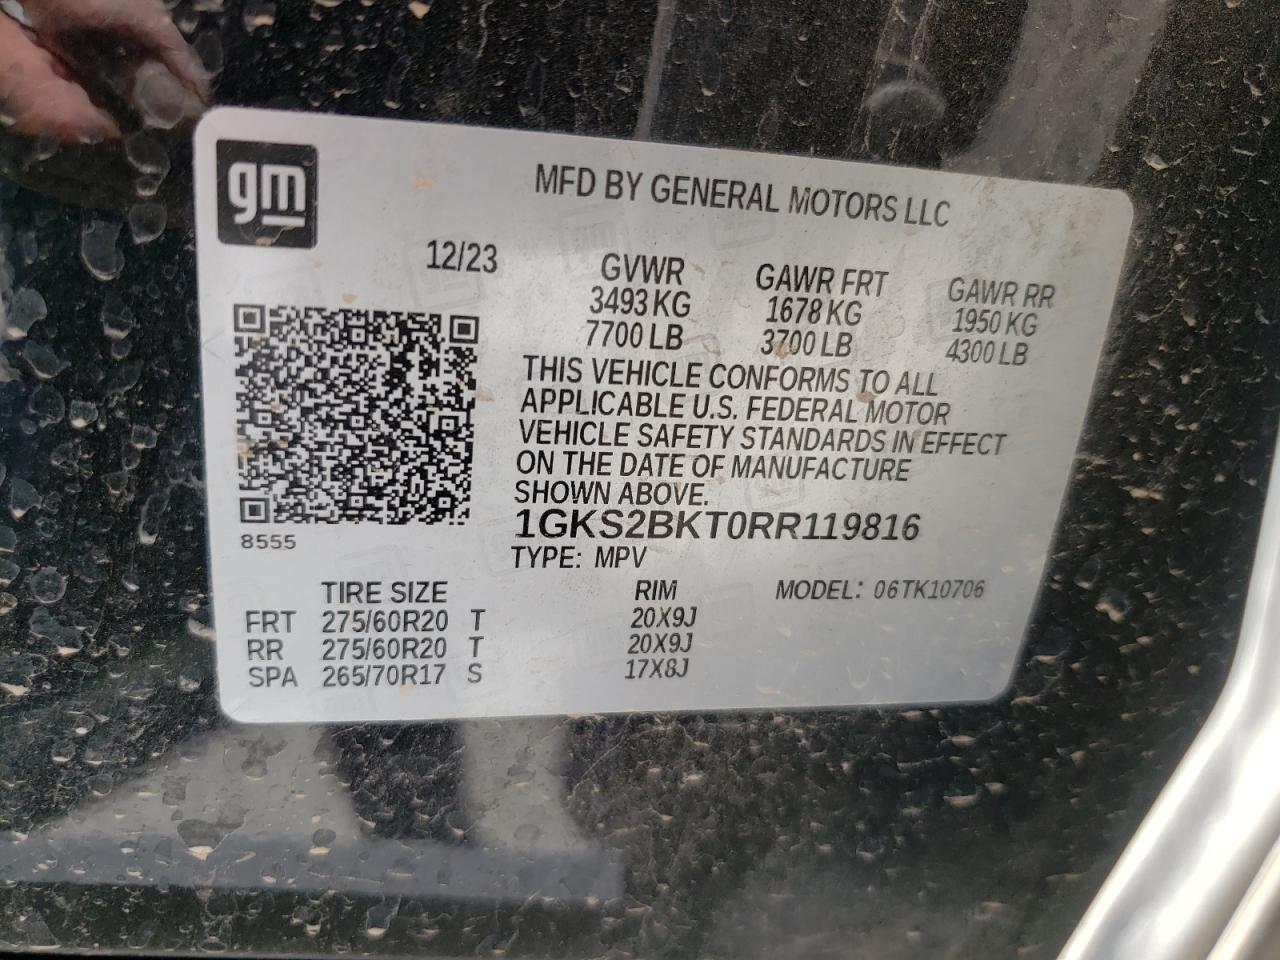 gm
MFD BY GENERAL MOTORS LLC
12/23
GVWR GAWR FRT GAWR RR
3493 KG 1678 KG 1950 KG
7700 LB 3700 LB 4300 LB
THIS VEHICLE CONFORMS TO ALL
APPLICABLE U.S. FEDERAL MOTOR
VEHICLE SAFETY STANDARDS IN EFFECT
ON THE DATE OF MANUFACTURE
SHOWN ABOVE.
1GKS2BKT0RR119816
8555
TYPE: MPV
TIRE SIZE RIM MODEL: 06TK10706
FRT 275/60R20 T 20X9J
RR 275/60R20 T 20X9J
SPA 265/70R17 S 17X8J